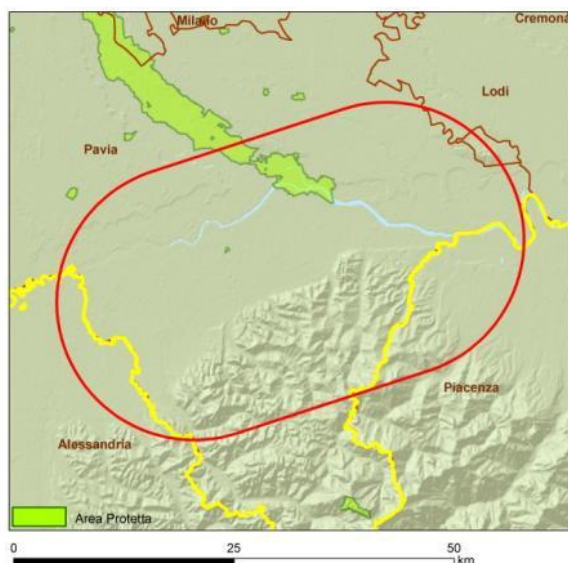 Milano
Cremona
Lodi
Pavia
Piacenza
Alessandria
Area Protetta
0 25 50
km